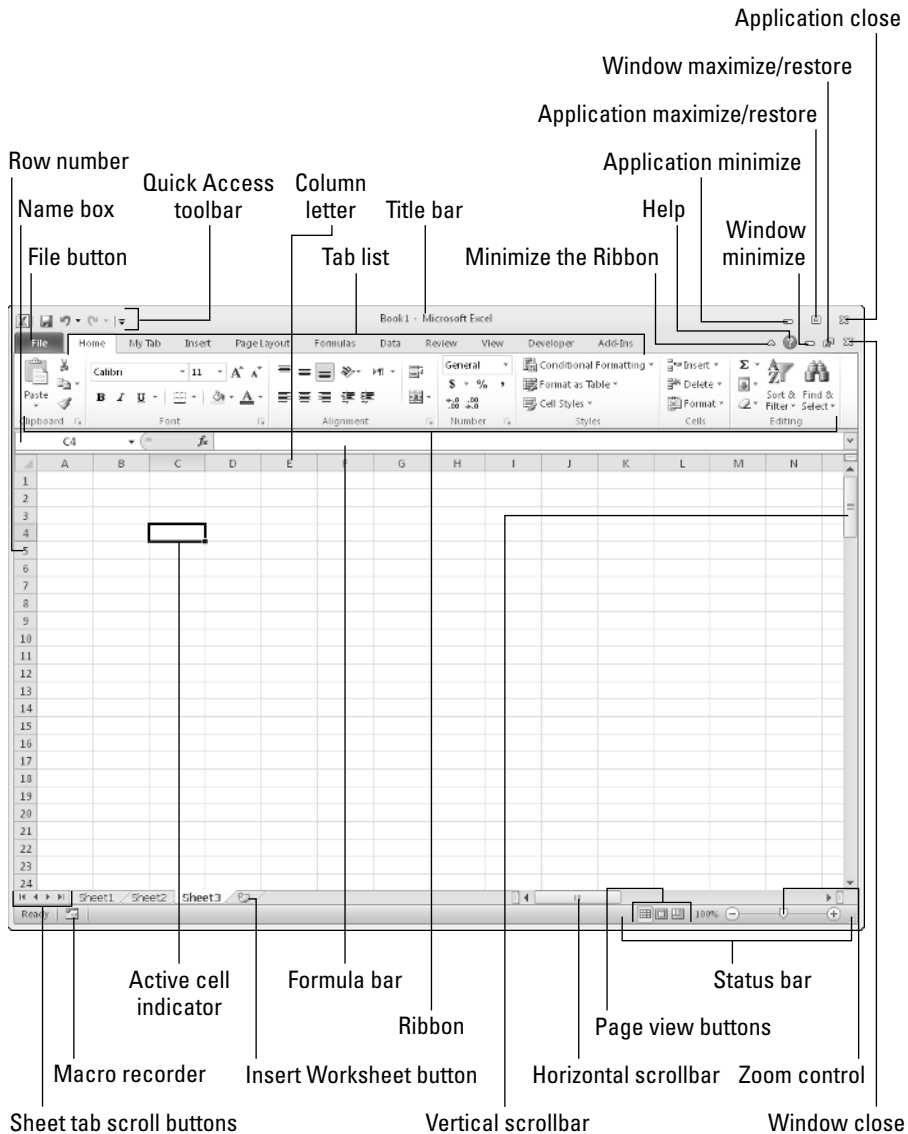 Application close
Window maximize/restore
Application maximize/restore
Row number
Application minimize
Quick Access toolbar
Column letter
Name box
Title bar
Help
Window minimize
File button
Tab list
Minimize the Ribbon
Book1 - Microsoft Excel
File Home My Tab Insert Page Layout Formulas Data Review View Developer Add-Ins
Calibri 11 General Conditional Formatting Insert Σ
Paste B I U A $ % , Format as Table Delete Sort & Filter Find & Select
Cell Styles Format
Clipboard Font Alignment Number Styles Cells Editing
C4 fx
A B C D E F G H I J K L M N
1
2
3
4
5
6
7
8
9
10
11
12
13
14
15
16
17
18
19
20
21
22
23
24
Sheet1 Sheet2 Sheet3
Ready 100%
Active cell indicator
Formula bar
Status bar
Ribbon
Page view buttons
Macro recorder
Insert Worksheet button
Horizontal scrollbar
Zoom control
Sheet tab scroll buttons
Vertical scrollbar
Window close